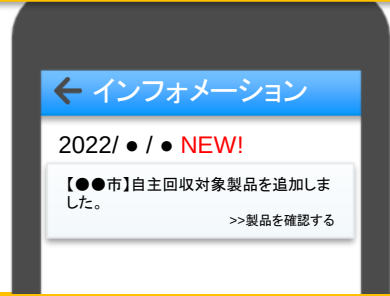 インフォメーション
2022/ ● / ● NEW!
【●●市】自主回収対象製品を追加しま
した。
>>製品を確認する